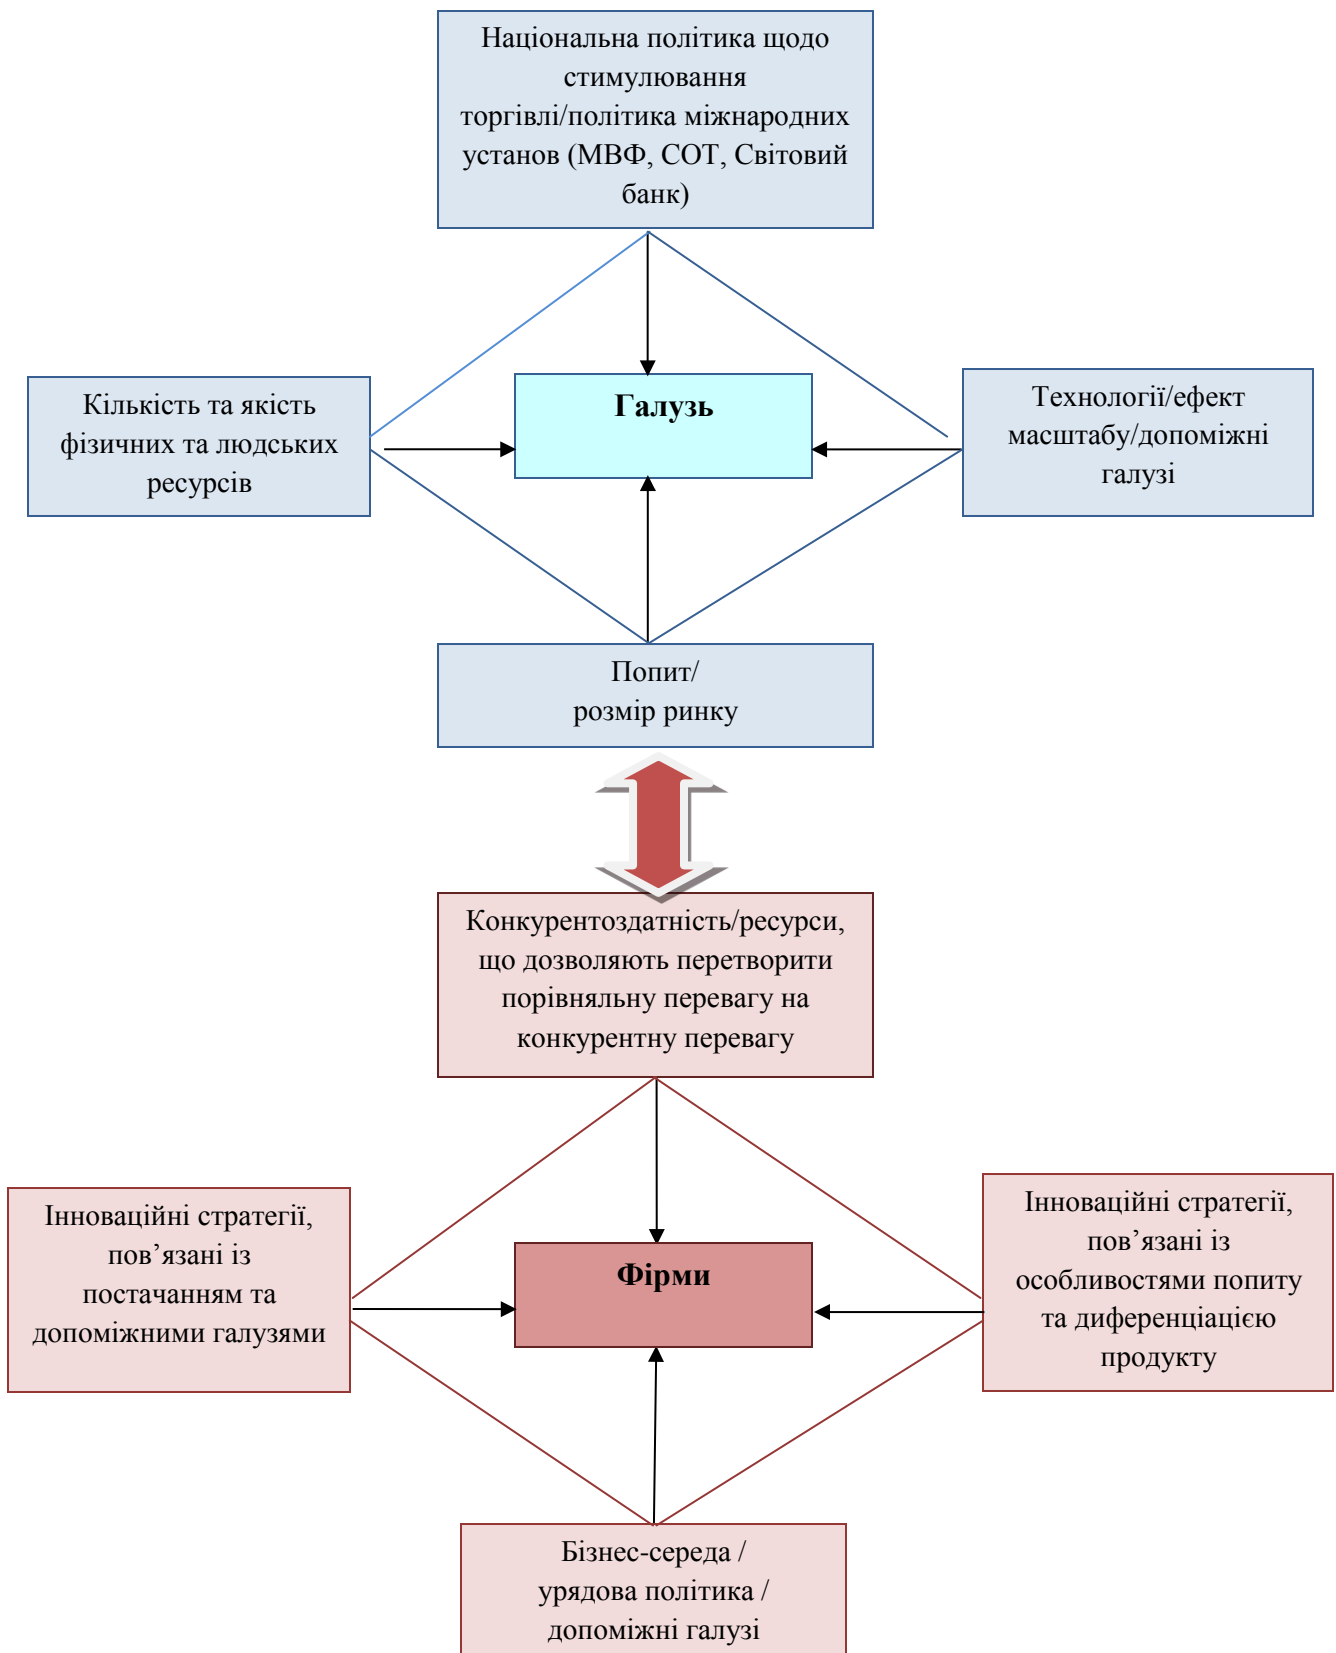 Національна політика щодо
стимулювання
торгівлі/політика міжнародних
установ (МВФ, СОТ, Світовий
банк)
Кількість та якість
фізичних та людських
ресурсів
Галузь
Технології/ефект
масштабу/допоміжні
галузі
Попит/
розмір ринку
Конкурентоздатність/ресурси,
що дозволяють перетворити
порівняльну перевагу на
конкурентну перевагу
Інноваційні стратегії,
пов’язані із
постачанням та
допоміжними галузями
Фірми
Інноваційні стратегії,
пов’язані із
особливостями попиту
та диференціацією
продукту
Бізнес-середа /
урядова політика /
допоміжні галузі